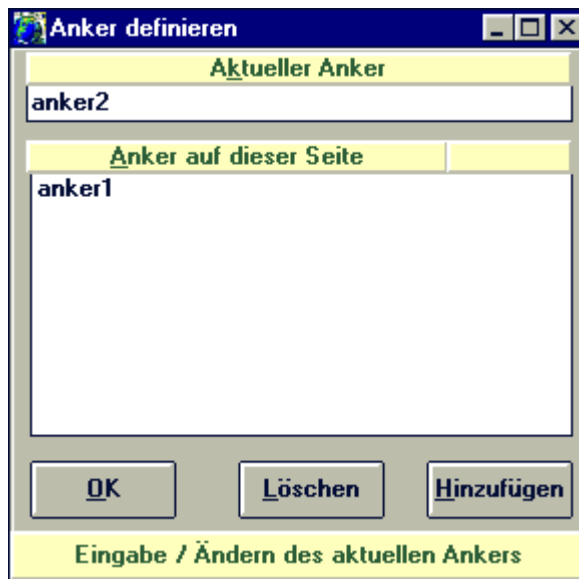 Anker definieren
Aktueller Anker
anker2
Anker auf dieser Seite
anker1
OK
Löschen
Hinzufügen
Eingabe / Ändern des aktuellen Ankers